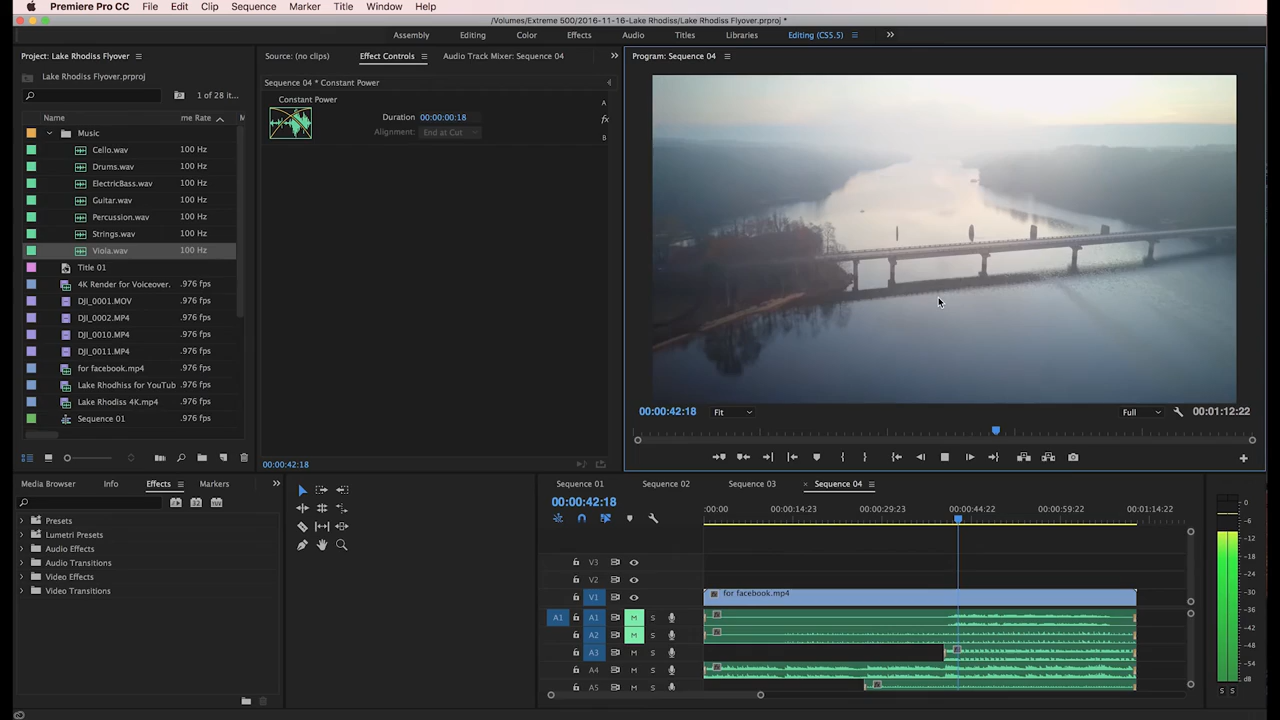 Premiere Pro CC File Edit Clip Sequence Marker Title Window Help
/Volumes/Extreme 500/2016-11-16-Lake Rhodiss/Lake Rhodiss Flyover.prproj *
Assembly Editing Color Effects Audio Titles Libraries Editing (CS5.5)
Project: Lake Rhodiss Flyover
Lake Rhodiss Flyover.prproj
1 of 28 it...
Name me Rate M
Music
Cello.wav 100 Hz
Drums.wav 100 Hz
ElectricBass.wav 100 Hz
Guitar.wav 100 Hz
Percussion.wav 100 Hz
Strings.wav 100 Hz
Viola.wav 100 Hz
Title 01
4K Render for Voiceover. .976 fps
DJI_0001.MOV .976 fps
DJI_0002.MP4 .976 fps
DJI_0010.MP4 .976 fps
DJI_0011.MP4 .976 fps
for facebook.mp4 .976 fps
Lake Rhodhiss for YouTub .976 fps
Lake Rhodiss 4K.mp4 .976 fps
Sequence 01 .976 fps
Source: (no clips) Effect Controls Audio Track Mixer: Sequence 04
Sequence 04 * Constant Power
Constant Power
Duration 00:00:00:18
Alignment: End at Cut
A
fx
B
00:00:42:18
Program: Sequence 04
00:00:42:18 Fit Full 00:01:12:22
Media Browser Info Effects Markers
Presets
Lumetri Presets
Audio Effects
Audio Transitions
Video Effects
Video Transitions
Sequence 01 Sequence 02 Sequence 03 × Sequence 04
00:00:42:18
:00:00 00:00:14:23 00:00:29:23 00:00:44:22 00:00:59:22 00:01:14:22
V3
V2
V1 for facebook.mp4
A1 A1 M S
A2 M S
A3 M S
A4 M S
A5 M S
0
-6
-12
-18
-24
-30
-36
-42
-48
-54
dB
S S